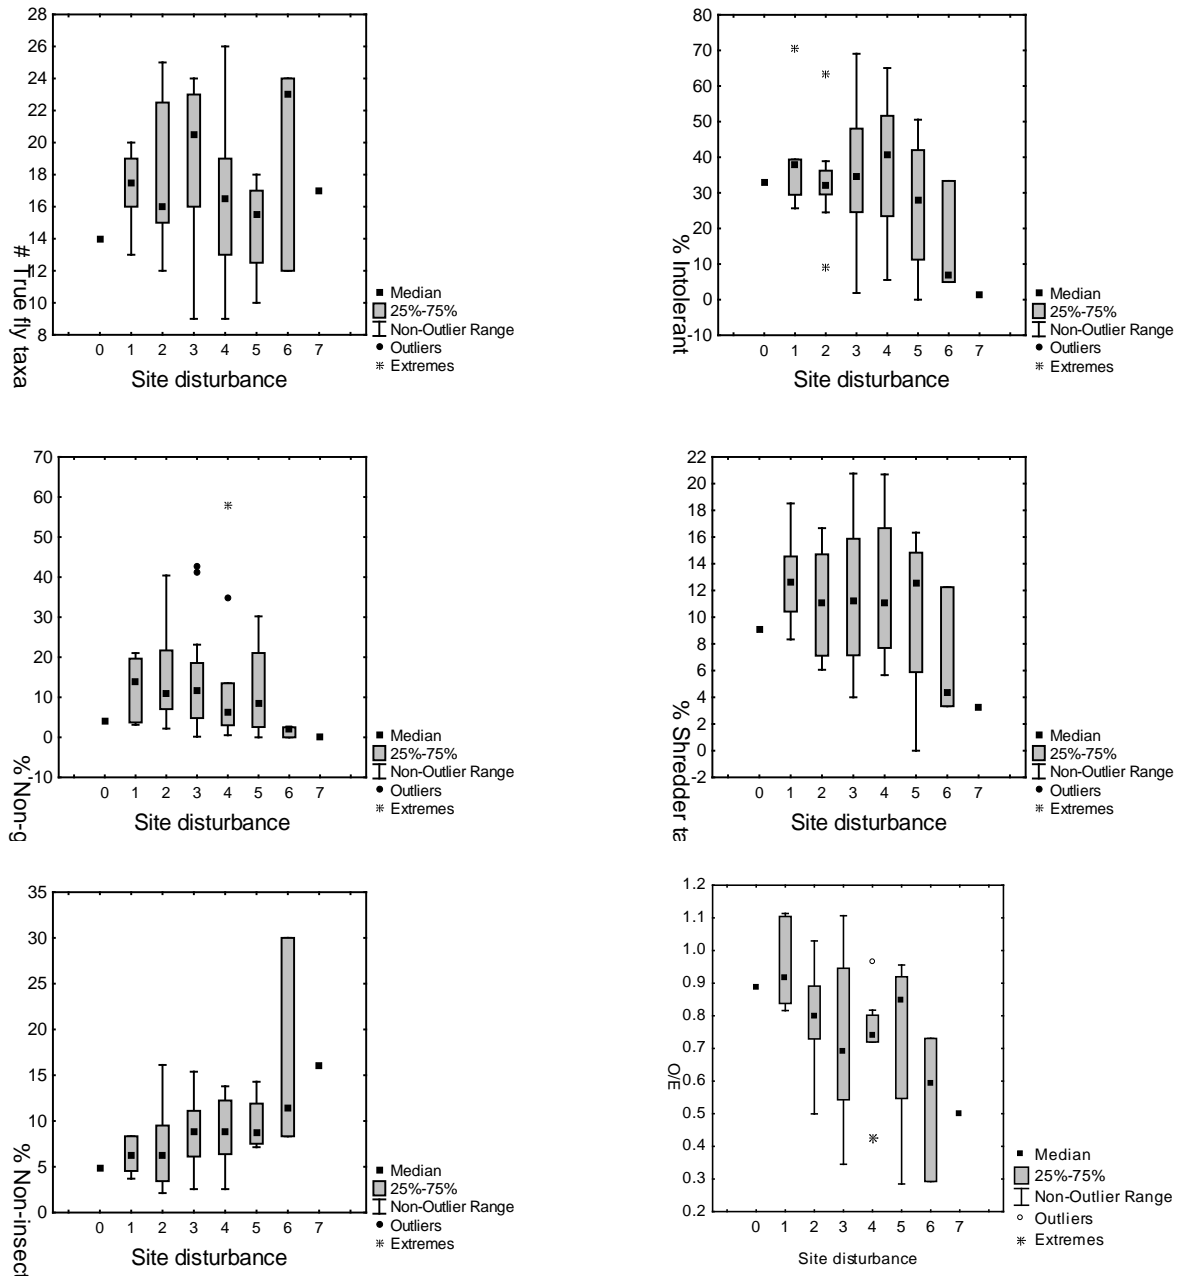 28
26
24
22
20
18
16
14
12
10
8
# True fly taxa
0 1 2 3 4 5 6 7
Site disturbance
Median
25%-75%
Non-Outlier Range
Outliers
Extremes
80
70
60
50
40
30
20
10
0
-10
% Intolerant
0 1 2 3 4 5 6 7
Site disturbance
Median
25%-75%
Non-Outlier Range
Outliers
Extremes
70
60
50
40
30
20
10
0
-10
% Non-g
0 1 2 3 4 5 6 7
Site disturbance
Median
25%-75%
Non-Outlier Range
Outliers
Extremes
22
20
18
16
14
12
10
8
6
4
2
0
-2
% Shredder ta
0 1 2 3 4 5 6 7
Site disturbance
Median
25%-75%
Non-Outlier Range
Outliers
Extremes
35
30
25
20
15
10
5
0
% Non-insect
0 1 2 3 4 5 6 7
Site disturbance
Median
25%-75%
Non-Outlier Range
Outliers
Extremes
1.2
1.1
1.0
0.9
0.8
0.7
0.6
0.5
0.4
0.3
0.2
O/E
0 1 2 3 4 5 6 7
Site disturbance
Median
25%-75%
Non-Outlier Range
Outliers
Extremes